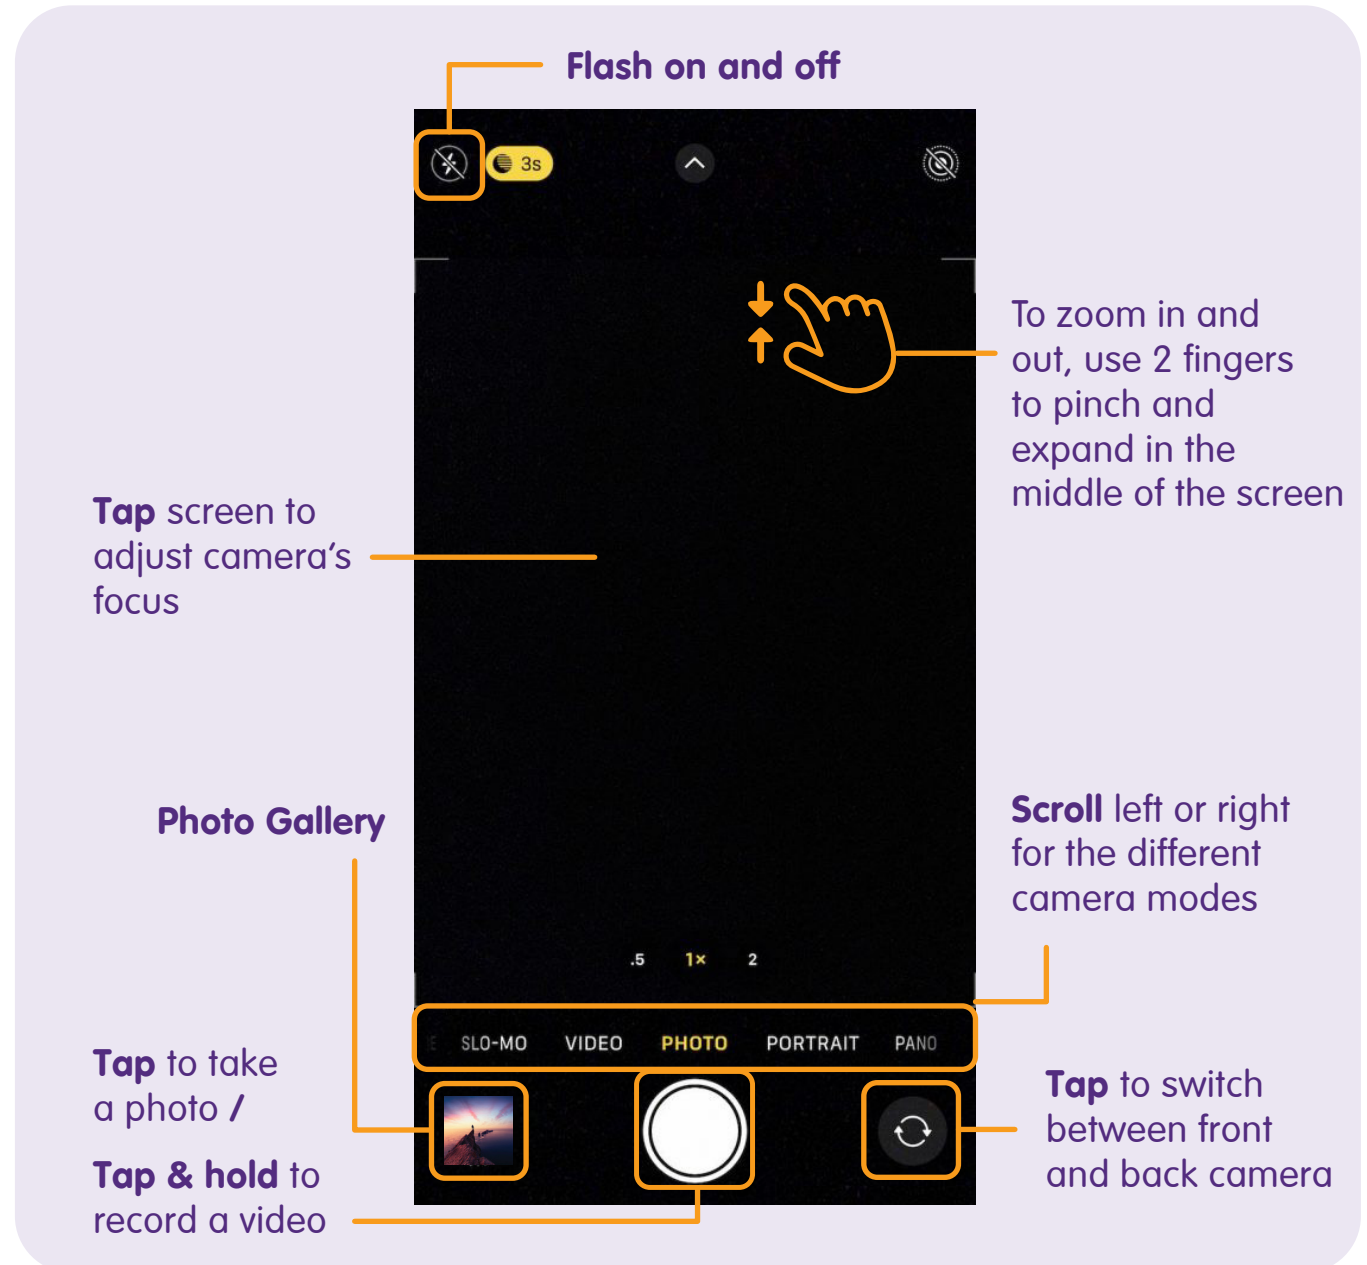 Flash on and off
3s
To zoom in and
out, use 2 fingers
to pinch and
expand in the
middle of the screen
Tap screen to
adjust camera’s
focus
Photo Gallery
Scroll left or right
for the different
camera modes
.5 1× 2
SLO-MO VIDEO PHOTO PORTRAIT PANO
Tap to take
a photo /
Tap & hold to
record a video
Tap to switch
between front
and back camera